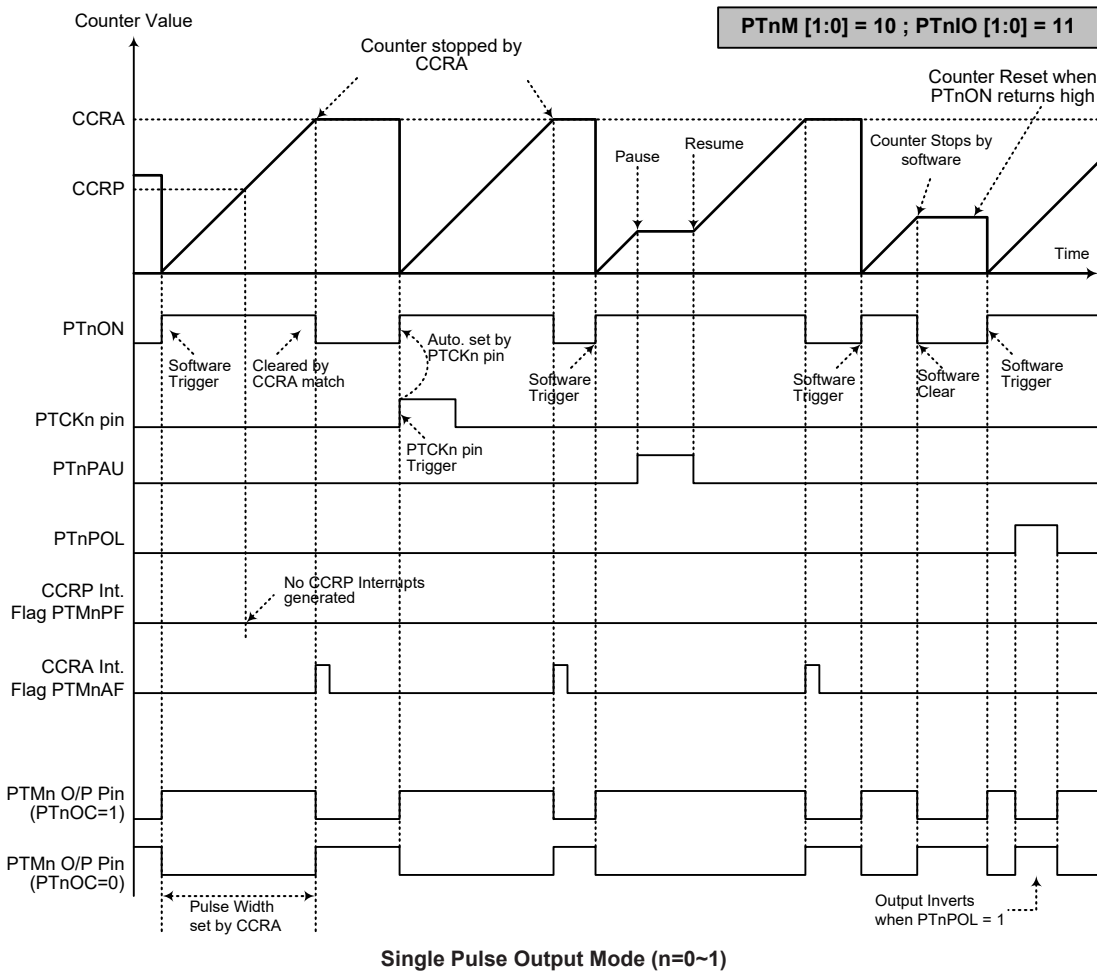 Counter Value
PTnM [1:0] = 10 ; PTnIO [1:0] = 11
Counter stopped by
CCRA
Counter Reset when
PTnON returns high
CCRA
Pause
Resume
Counter Stops by
software
CCRP
Time
PTnON
Software
Trigger
Cleared by
CCRA match
Auto. set by
PTCKn pin
Software
Trigger
Software
Trigger
Software
Clear
Software
Trigger
PTCKn pin
PTCKn pin
Trigger
PTnPAU
PTnPOL
No CCRP Interrupts
generated
CCRP Int.
Flag PTMnPF
CCRA Int.
Flag PTMnAF
PTMn O/P Pin
(PTnOC=1)
PTMn O/P Pin
(PTnOC=0)
Pulse Width
set by CCRA
Output Inverts
when PTnPOL = 1
Single Pulse Output Mode (n=0~1)